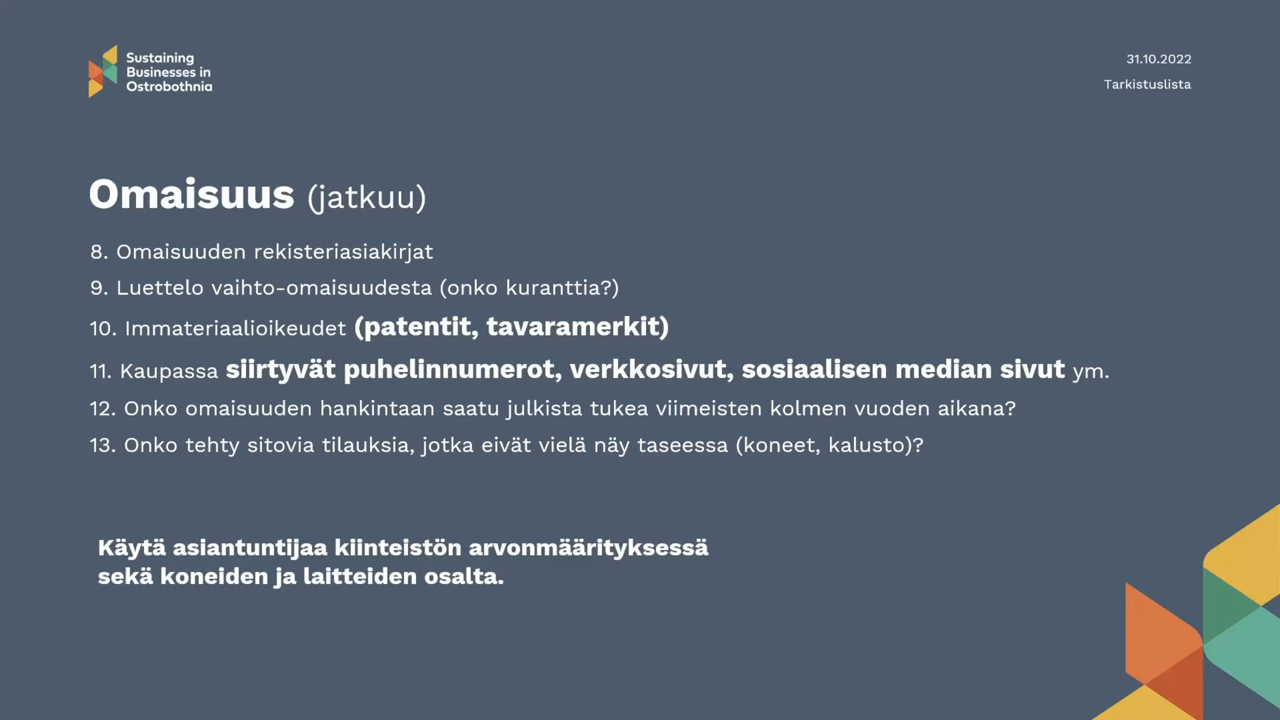 Sustaining
Businesses in
Ostrobothnia
31.10.2022
Tarkistuslista
Omaisuus (jatkuu)
8. Omaisuuden rekisteriasiakirjat
9. Luettelo vaihto-omaisuudesta (onko kuranttia?)
10. Immateriaalioikeudet (patentit, tavaramerkit)
11. Kaupassa siirtyvät puhelinnumerot, verkkosivut, sosiaalisen median sivut ym.
12. Onko omaisuuden hankintaan saatu julkista tukea viimeisten kolmen vuoden aikana?
13. Onko tehty sitovia tilauksia, jotka eivät vielä näy taseessa (koneet, kalusto)?
Käytä asiantuntijaa kiinteistön arvonmäärityksessä
sekä koneiden ja laitteiden osalta.